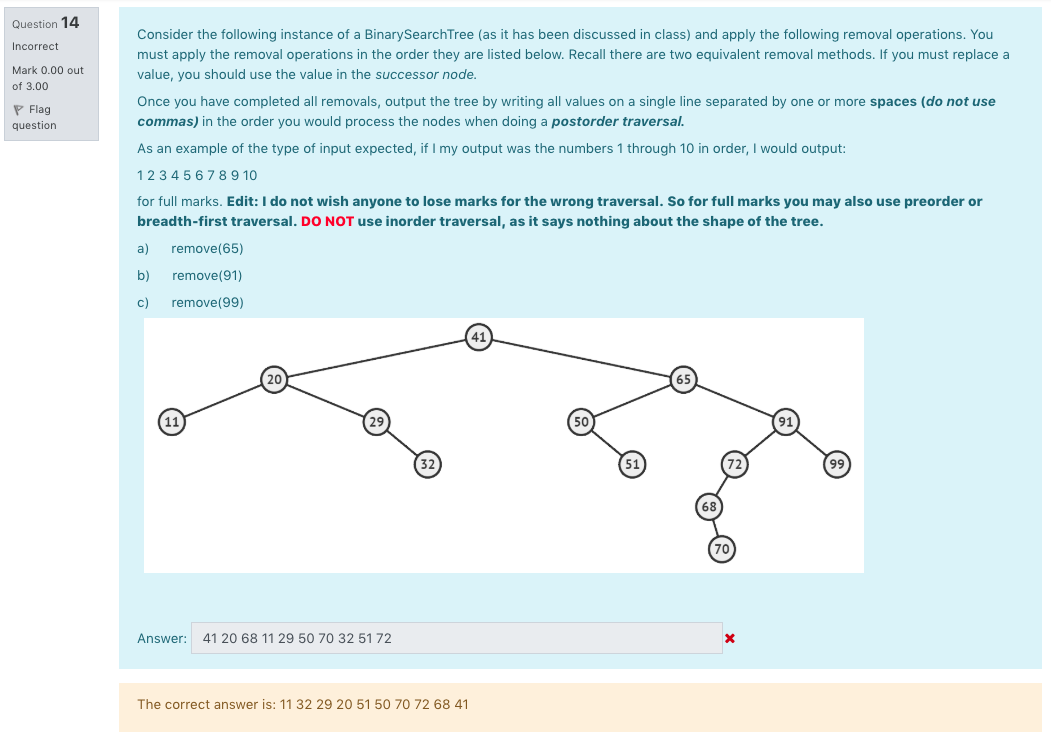 Question 14
Incorrect
Mark 0.00 out
of 3.00
Flag
question
Consider the following instance of a BinarySearchTree (as it has been discussed in class) and apply the following removal operations. You
must apply the removal operations in the order they are listed below. Recall there are two equivalent removal methods. If you must replace a
value, you should use the value in the successor node.
Once you have completed all removals, output the tree by writing all values on a single line separated by one or more spaces (do not use
commas) in the order you would process the nodes when doing a postorder traversal.
As an example of the type of input expected, if I my output was the numbers 1 through 10 in order, I would output:
1 2 3 4 5 6 7 8 9 10
for full marks. Edit: I do not wish anyone to lose marks for the wrong traversal. So for full marks you may also use preorder or
breadth-first traversal. DO NOT use inorder traversal, as it says nothing about the shape of the tree.
a) remove(65)
b) remove(91)
c) remove(99)
41
20 65
11 29 50 91
32 51 72 99
68
70
Answer: 41 20 68 11 29 50 70 32 51 72
The correct answer is: 11 32 29 20 51 50 70 72 68 41